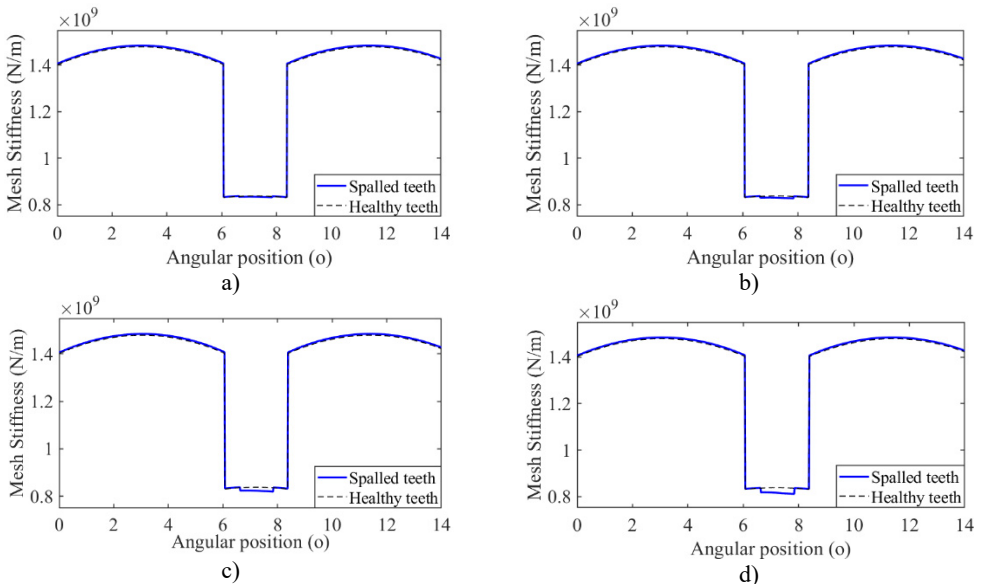 ×10⁹
Mesh Stiffness (N/m)
1.4
1.2
1
0.8
0 2 4 6 8 10 12 14
Spalled teeth
Healthy teeth
Angular position (o)
a)
×10⁹
Mesh Stiffness (N/m)
1.4
1.2
1
0.8
0 2 4 6 8 10 12 14
Spalled teeth
Healthy teeth
Angular position (o)
b)
×10⁹
Mesh Stiffness (N/m)
1.4
1.2
1
0.8
0 2 4 6 8 10 12 14
Spalled teeth
Healthy teeth
Angular position (o)
c)
×10⁹
Mesh Stiffness (N/m)
1.4
1.2
1
0.8
0 2 4 6 8 10 12 14
Spalled teeth
Healthy teeth
Angular position (o)
d)